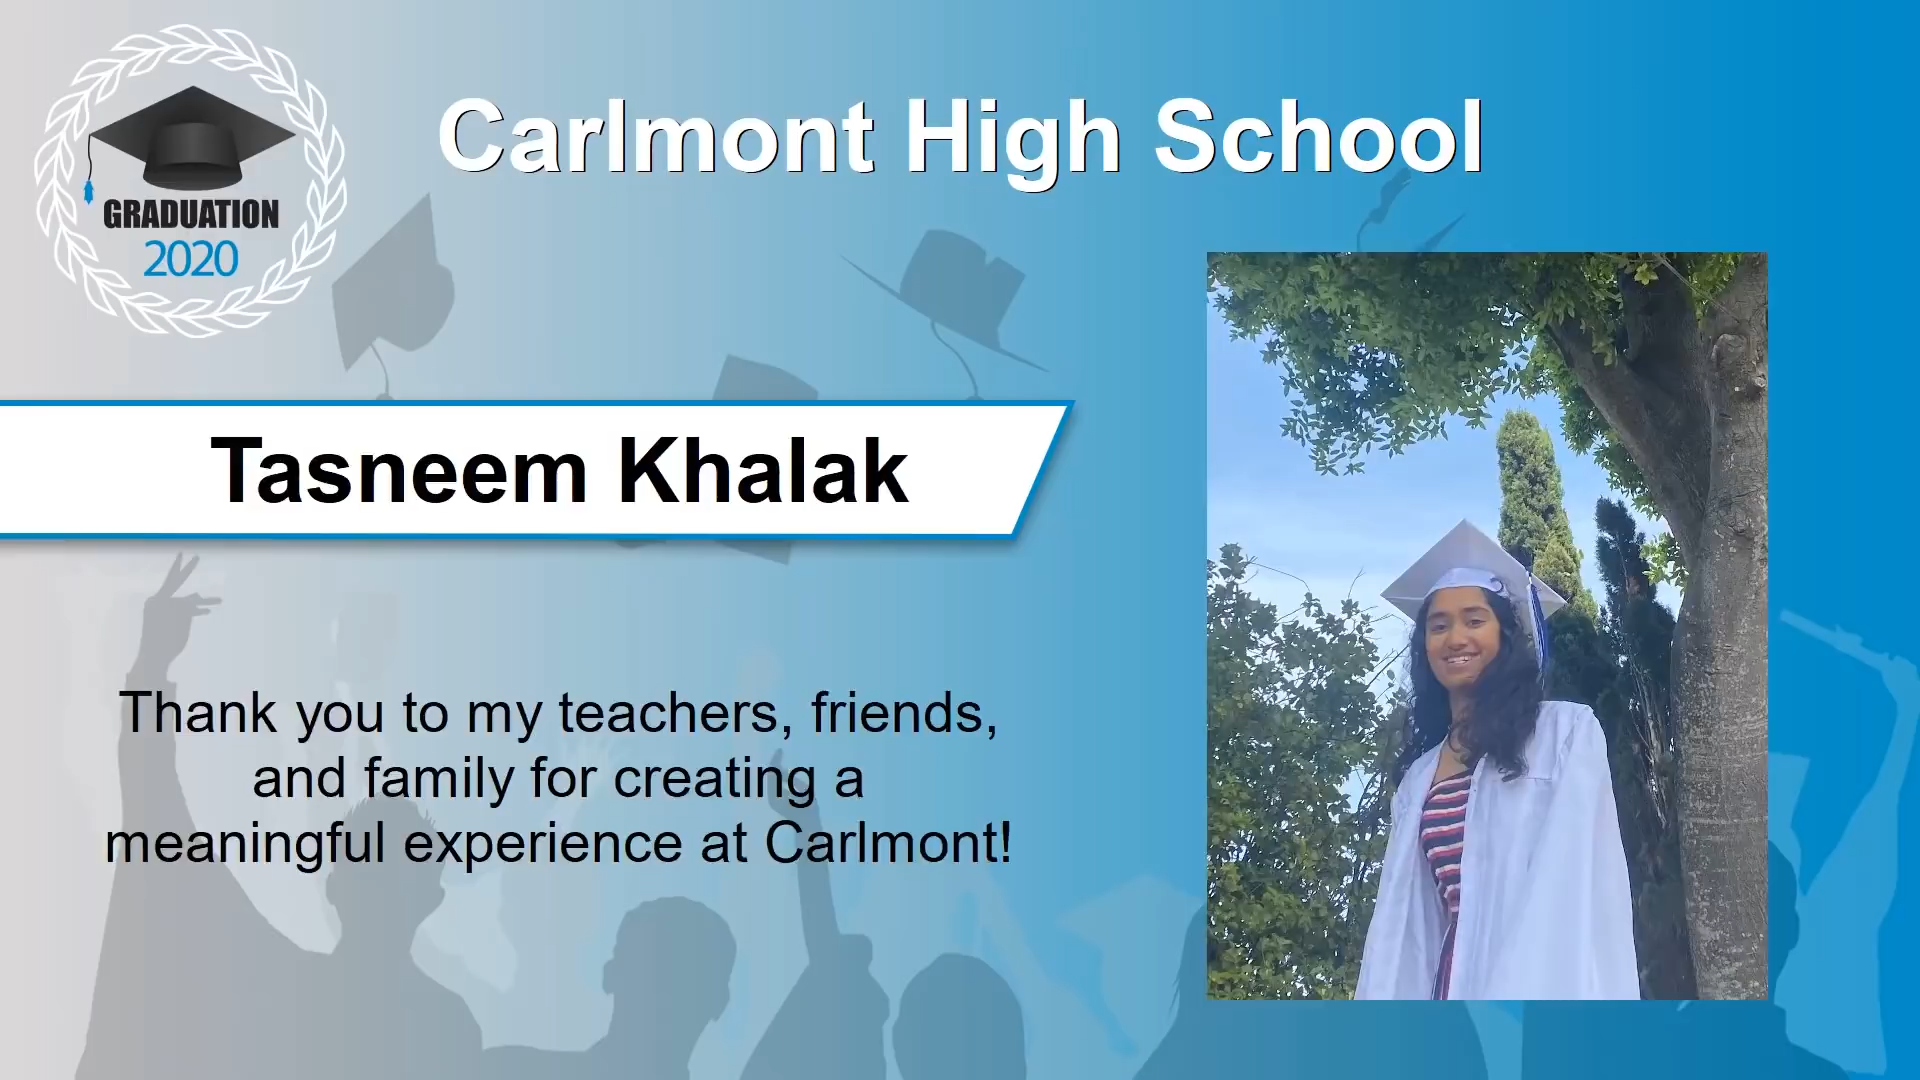 Carlmont High School
GRADUATION
2020
Tasneem Khalak
Thank you to my teachers, friends,
and family for creating a
meaningful experience at Carlmont!